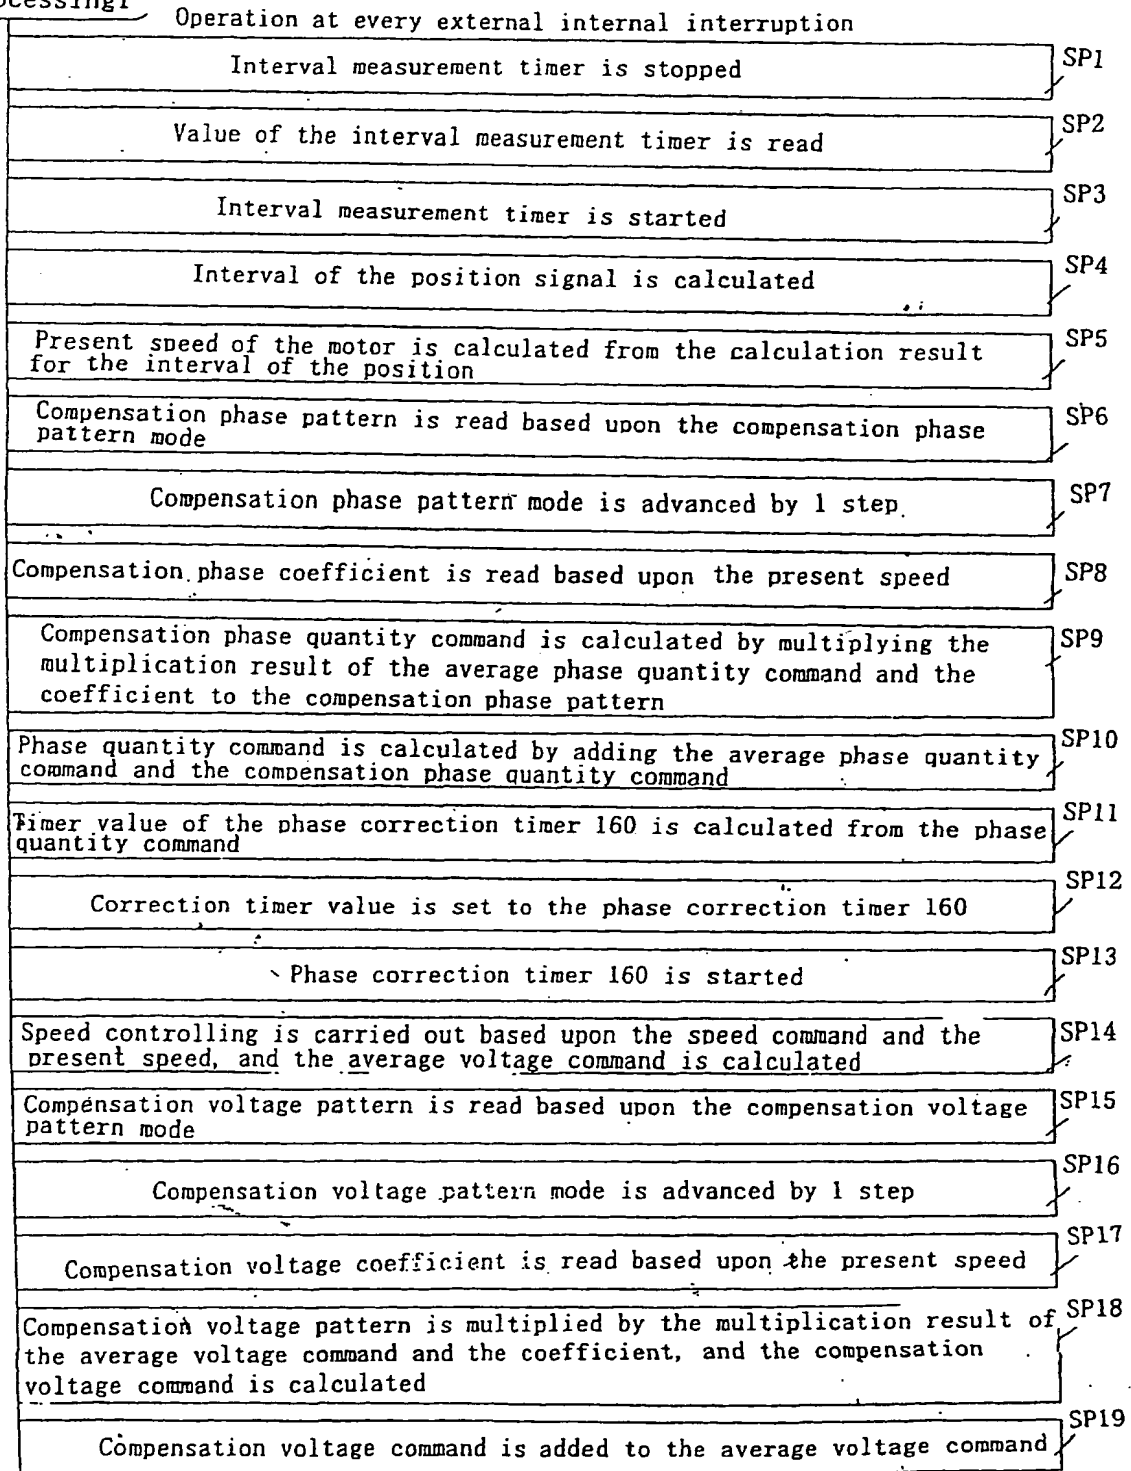 Operation at every external internal interruption
SP1
Interval measurement timer is stopped
SP2
Value of the interval measurement timer is read
SP3
Interval measurement timer is started
SP4
Interval of the position signal is calculated
SP5
Present speed of the motor is calculated from the calculation result
for the interval of the position
SP6
Compensation phase pattern is read based upon the compensation phase
pattern mode
SP7
Compensation phase pattern mode is advanced by 1 step
SP8
Compensation phase coefficient is read based upon the present speed
SP9
Compensation phase quantity command is calculated by multiplying the
multiplication result of the average phase quantity command and the
coefficient to the compensation phase pattern
SP10
Phase quantity command is calculated by adding the average phase quantity
command and the compensation phase quantity command
SP11
Timer value of the phase correction timer 160 is calculated from the phase
quantity command
SP12
Correction timer value is set to the phase correction timer 160
SP13
Phase correction timer 160 is started
SP14
Speed controlling is carried out based upon the speed command and the
present speed, and the average voltage command is calculated
SP15
Compensation voltage pattern is read based upon the compensation voltage
pattern mode
SP16
Compensation voltage pattern mode is advanced by 1 step
SP17
Compensation voltage coefficient is read based upon the present speed
SP18
Compensation voltage pattern is multiplied by the multiplication result of
the average voltage command and the coefficient, and the compensation
voltage command is calculated
SP19
Compensation voltage command is added to the average voltage command